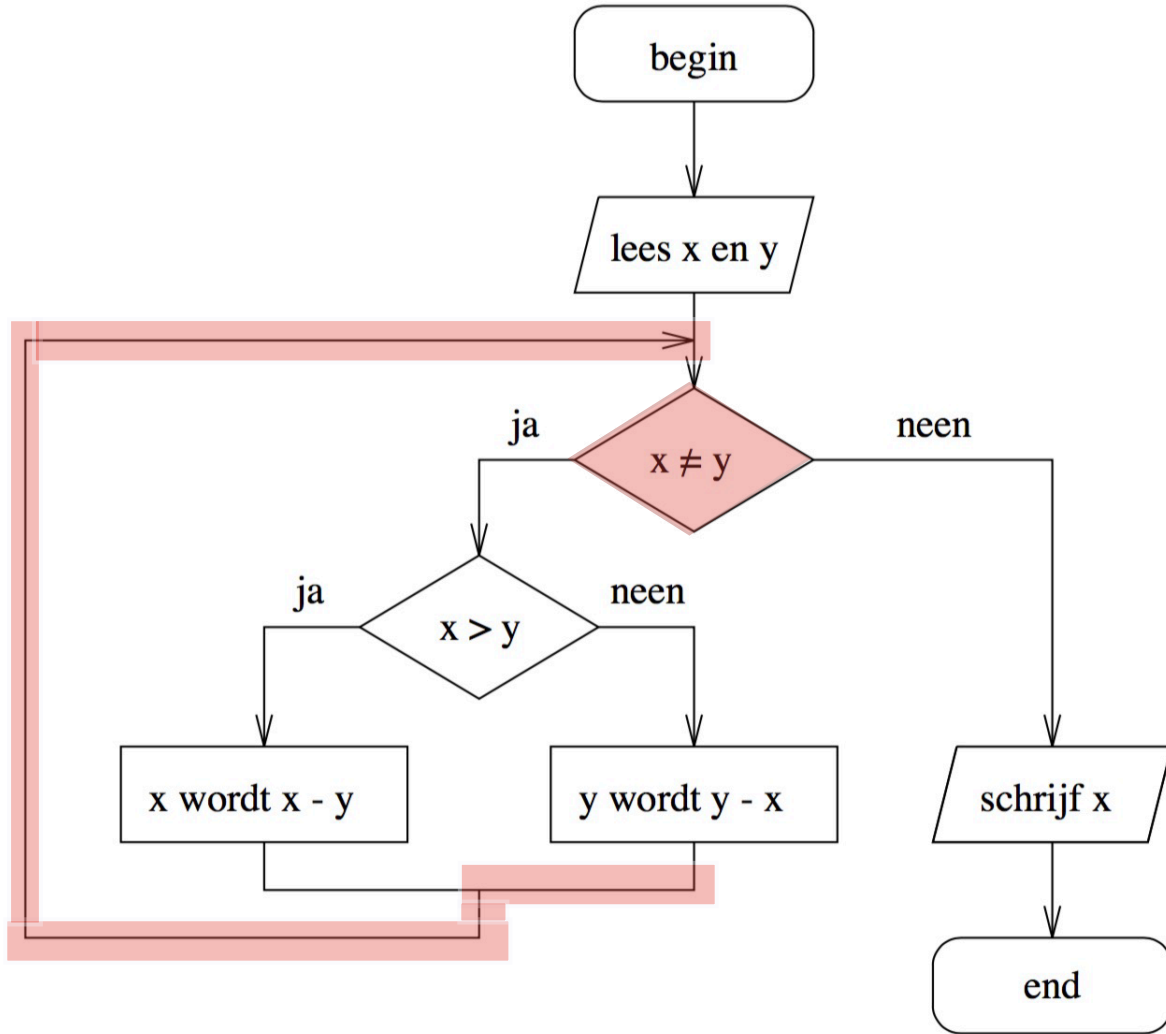 begin
lees x en y
ja
neen
x ≠ y
ja
neen
x > y
x wordt x - y
y wordt y - x
schrijf x
end